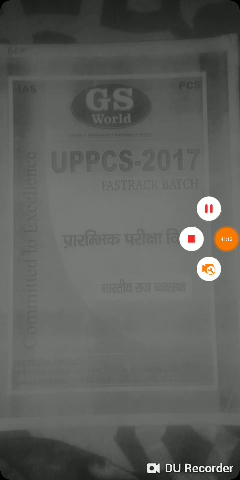 IAS
PCS
GS
World
UPPCS-2017
FASTRACK BATCH
प्रारम्भिक परीक्षा
भारतीय राज व्यवस्था
Committed to Excellence
DU Recorder